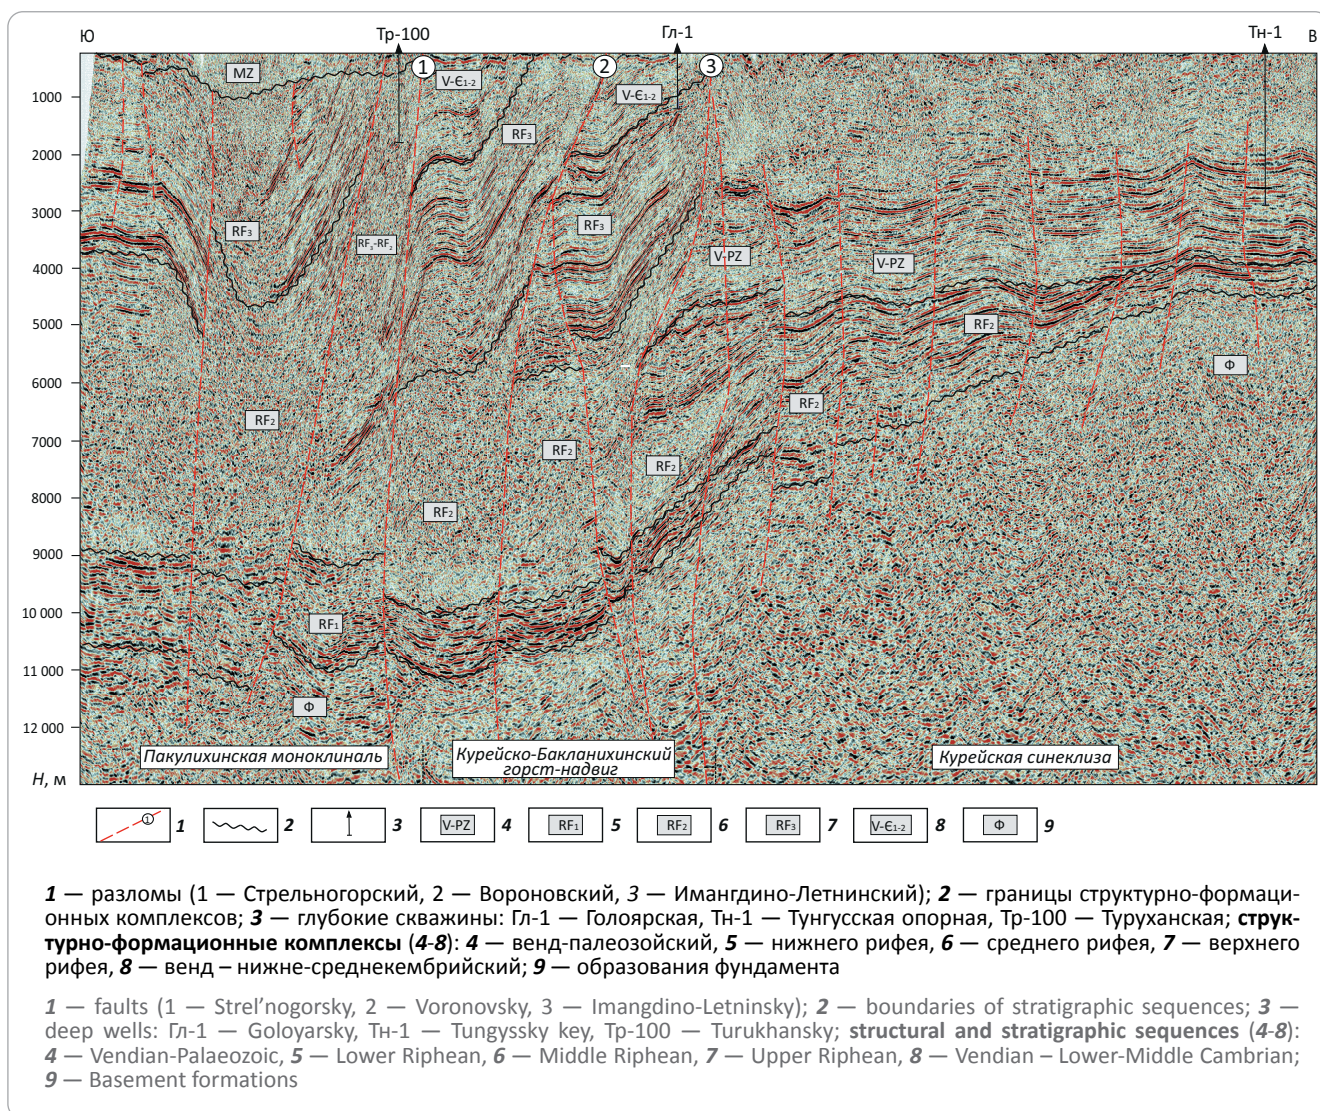 Ю Тр-100 Гл-1 Тн-1 В
1 2 3
MZ V-Є1-2 V-Є1-2
1000
RF3
2000
3000
RF3 RF3
RF3-RF2
V-PZ V-PZ
4000
5000
RF2
6000
Ф
RF2 RF2
7000
RF2 RF2
8000
RF2
9000
10 000
RF1
11 000
Ф
12 000
Пакулихинская моноклиналь Курейско-Бакланихинский Курейская синеклиза
горст-надвиг
H, м
1 1 2 3 V-PZ 4 RF1 5 RF2 6 RF3 7 V-Є1-2 8 Ф 9
1 — разломы (1 — Стрельногорский, 2 — Вороновский, 3 — Имангдино-Летнинский); 2 — границы структурно-формаци-
онных комплексов; 3 — глубокие скважины: Гл-1 — Голоярская, Тн-1 — Тунгусская опорная, Тр-100 — Туруханская; струк-
турно-формационные комплексы (4-8): 4 — венд-палеозойский, 5 — нижнего рифея, 6 — среднего рифея, 7 — верхнего
рифея, 8 — венд – нижне-среднекембрийский; 9 — образования фундамента
1 — faults (1 — Strel’nogorsky, 2 — Voronovsky, 3 — Imangdino-Letninsky); 2 — boundaries of stratigraphic sequences; 3 —
deep wells: Гл-1 — Goloyarsky, Тн-1 — Tungyssky key, Тр-100 — Turukhansky; structural and stratigraphic sequences (4-8):
4 — Vendian-Palaeozoic, 5 — Lower Riphean, 6 — Middle Riphean, 7 — Upper Riphean, 8 — Vendian – Lower-Middle Cambrian;
9 — Basement formations